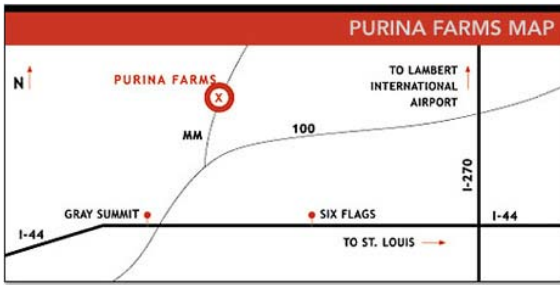 PURINA FARMS MAP
N
PURINA FARMS
X
TO LAMBERT
INTERNATIONAL
AIRPORT
MM
100
I-270
GRAY SUMMIT
SIX FLAGS
I-44
I-44
TO ST. LOUIS